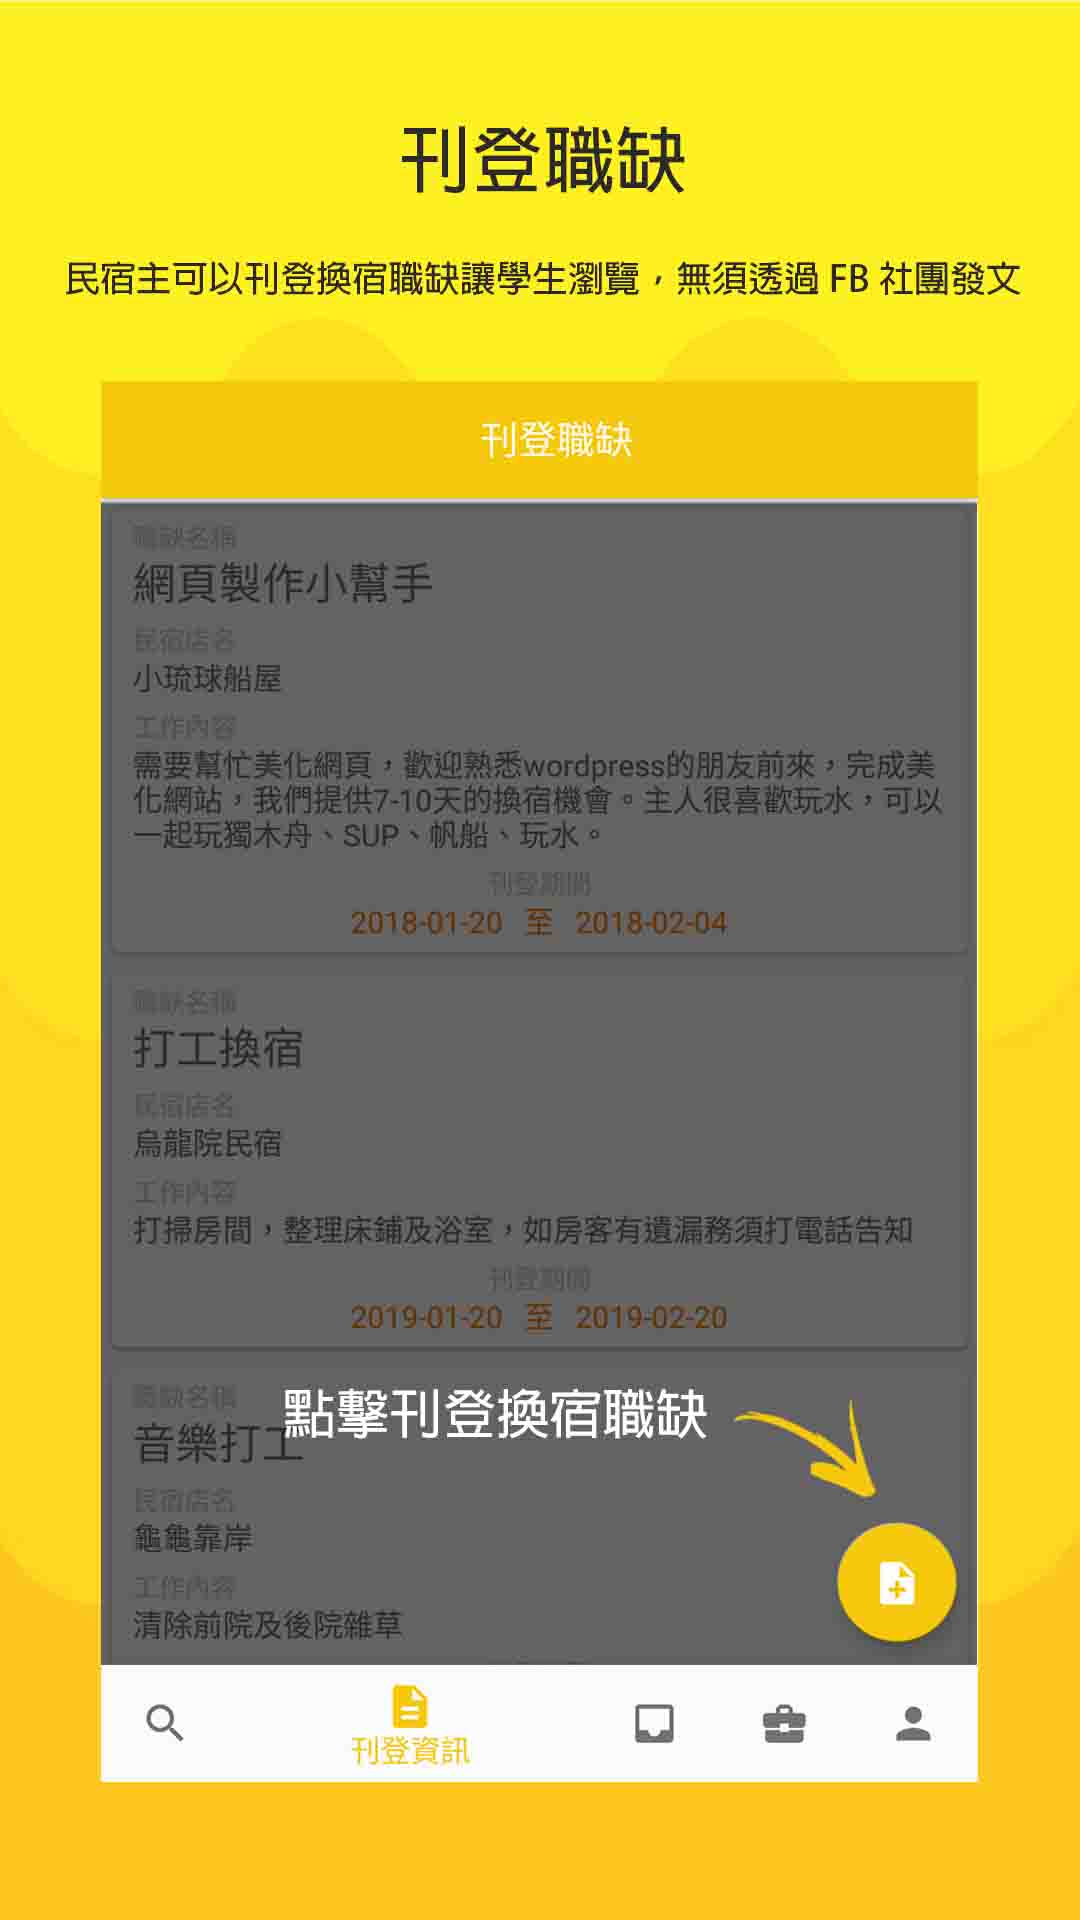 刊登職缺
民宿主可以刊登換宿職缺讓學生瀏覽，無須透過 FB 社團發文
刊登職缺
職缺名稱
網頁製作小幫手
民宿店名
小琉球船屋
工作內容
需要幫忙美化網頁，歡迎熟悉wordpress的朋友前來，完成美
化網站，我們提供7-10天的換宿機會。主人很喜歡玩水，可以
一起玩獨木舟、SUP、帆船、玩水。
刊登期間
2018-01-20 至 2018-02-04
職缺名稱
打工換宿
民宿店名
烏龍院民宿
工作內容
打掃房間，整理床鋪及浴室，如房客有遺漏務須打電話告知
刊登期間
2019-01-20 至 2019-02-20
職缺名稱
點擊刊登換宿職缺
音樂打工
民宿店名
龜龜靠岸
工作內容
清除前院及後院雜草
刊登資訊